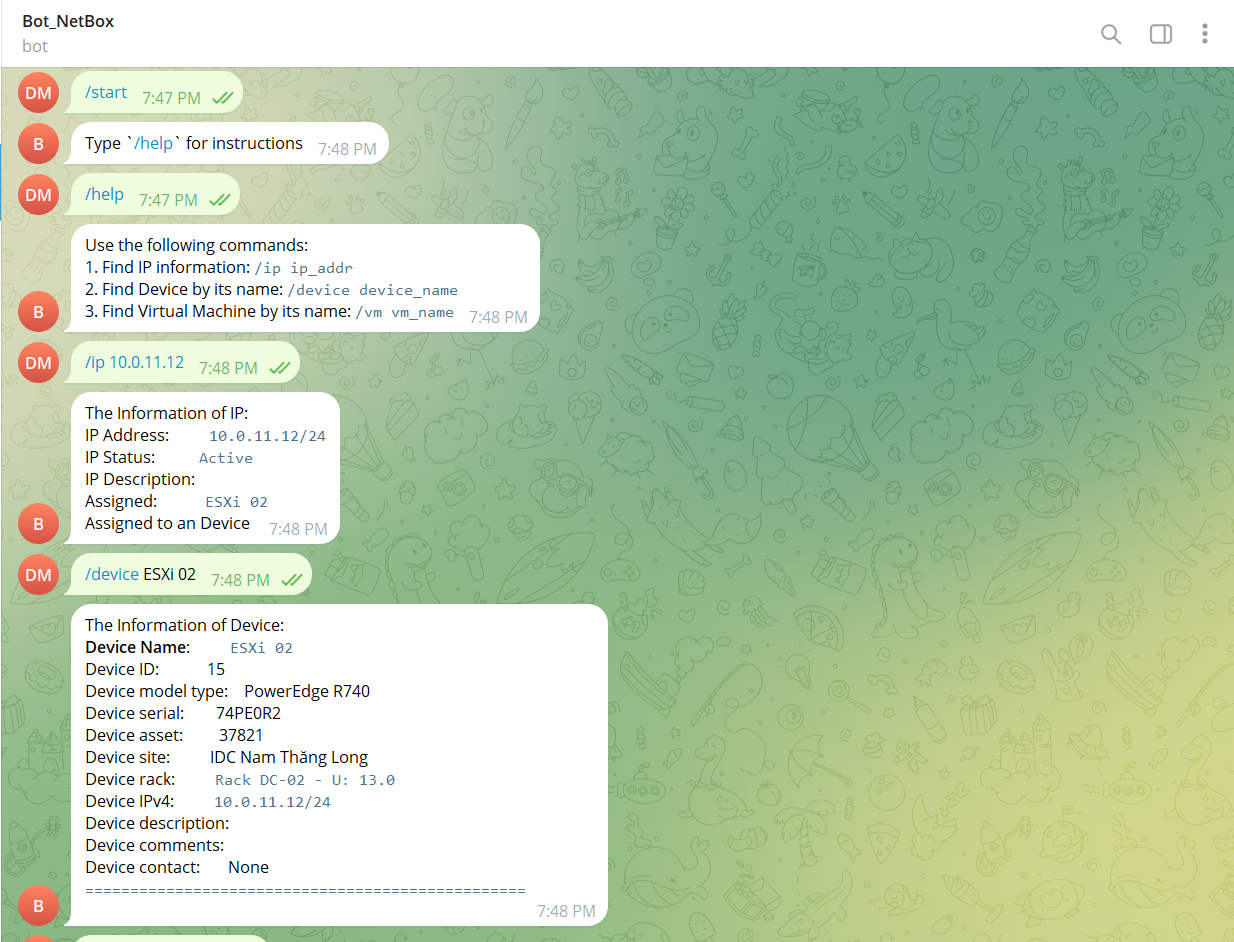 Bot_NetBox
bot
DM
/start 7:47 PM
B
Type `/help` for instructions 7:48 PM
DM
/help 7:47 PM
Use the following commands:
1. Find IP information: /ip ip_addr
2. Find Device by its name: /device device_name
3. Find Virtual Machine by its name: /vm vm_name 7:48 PM
B
DM
/ip 10.0.11.12 7:48 PM
The Information of IP:
IP Address: 10.0.11.12/24
IP Status: Active
IP Description:
Assigned: ESXi 02
Assigned to an Device 7:48 PM
B
DM
/device ESXi 02 7:48 PM
The Information of Device:
Device Name: ESXi 02
Device ID: 15
Device model type: PowerEdge R740
Device serial: 74PE0R2
Device asset: 37821
Device site: IDC Nam Thăng Long
Device rack: Rack DC-02 - U: 13.0
Device IPv4: 10.0.11.12/24
Device description:
Device comments:
Device contact: None
=================================================
B
7:48 PM